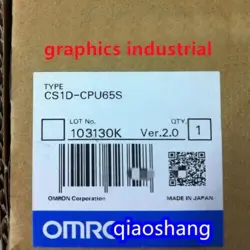 graphics industrial
TYPE
CS1D-CPU65S
LOT No. QTY.
103130K Ver.2.0 1
OMRON Corporation MADE IN JAPAN
OMRO qiaoshang